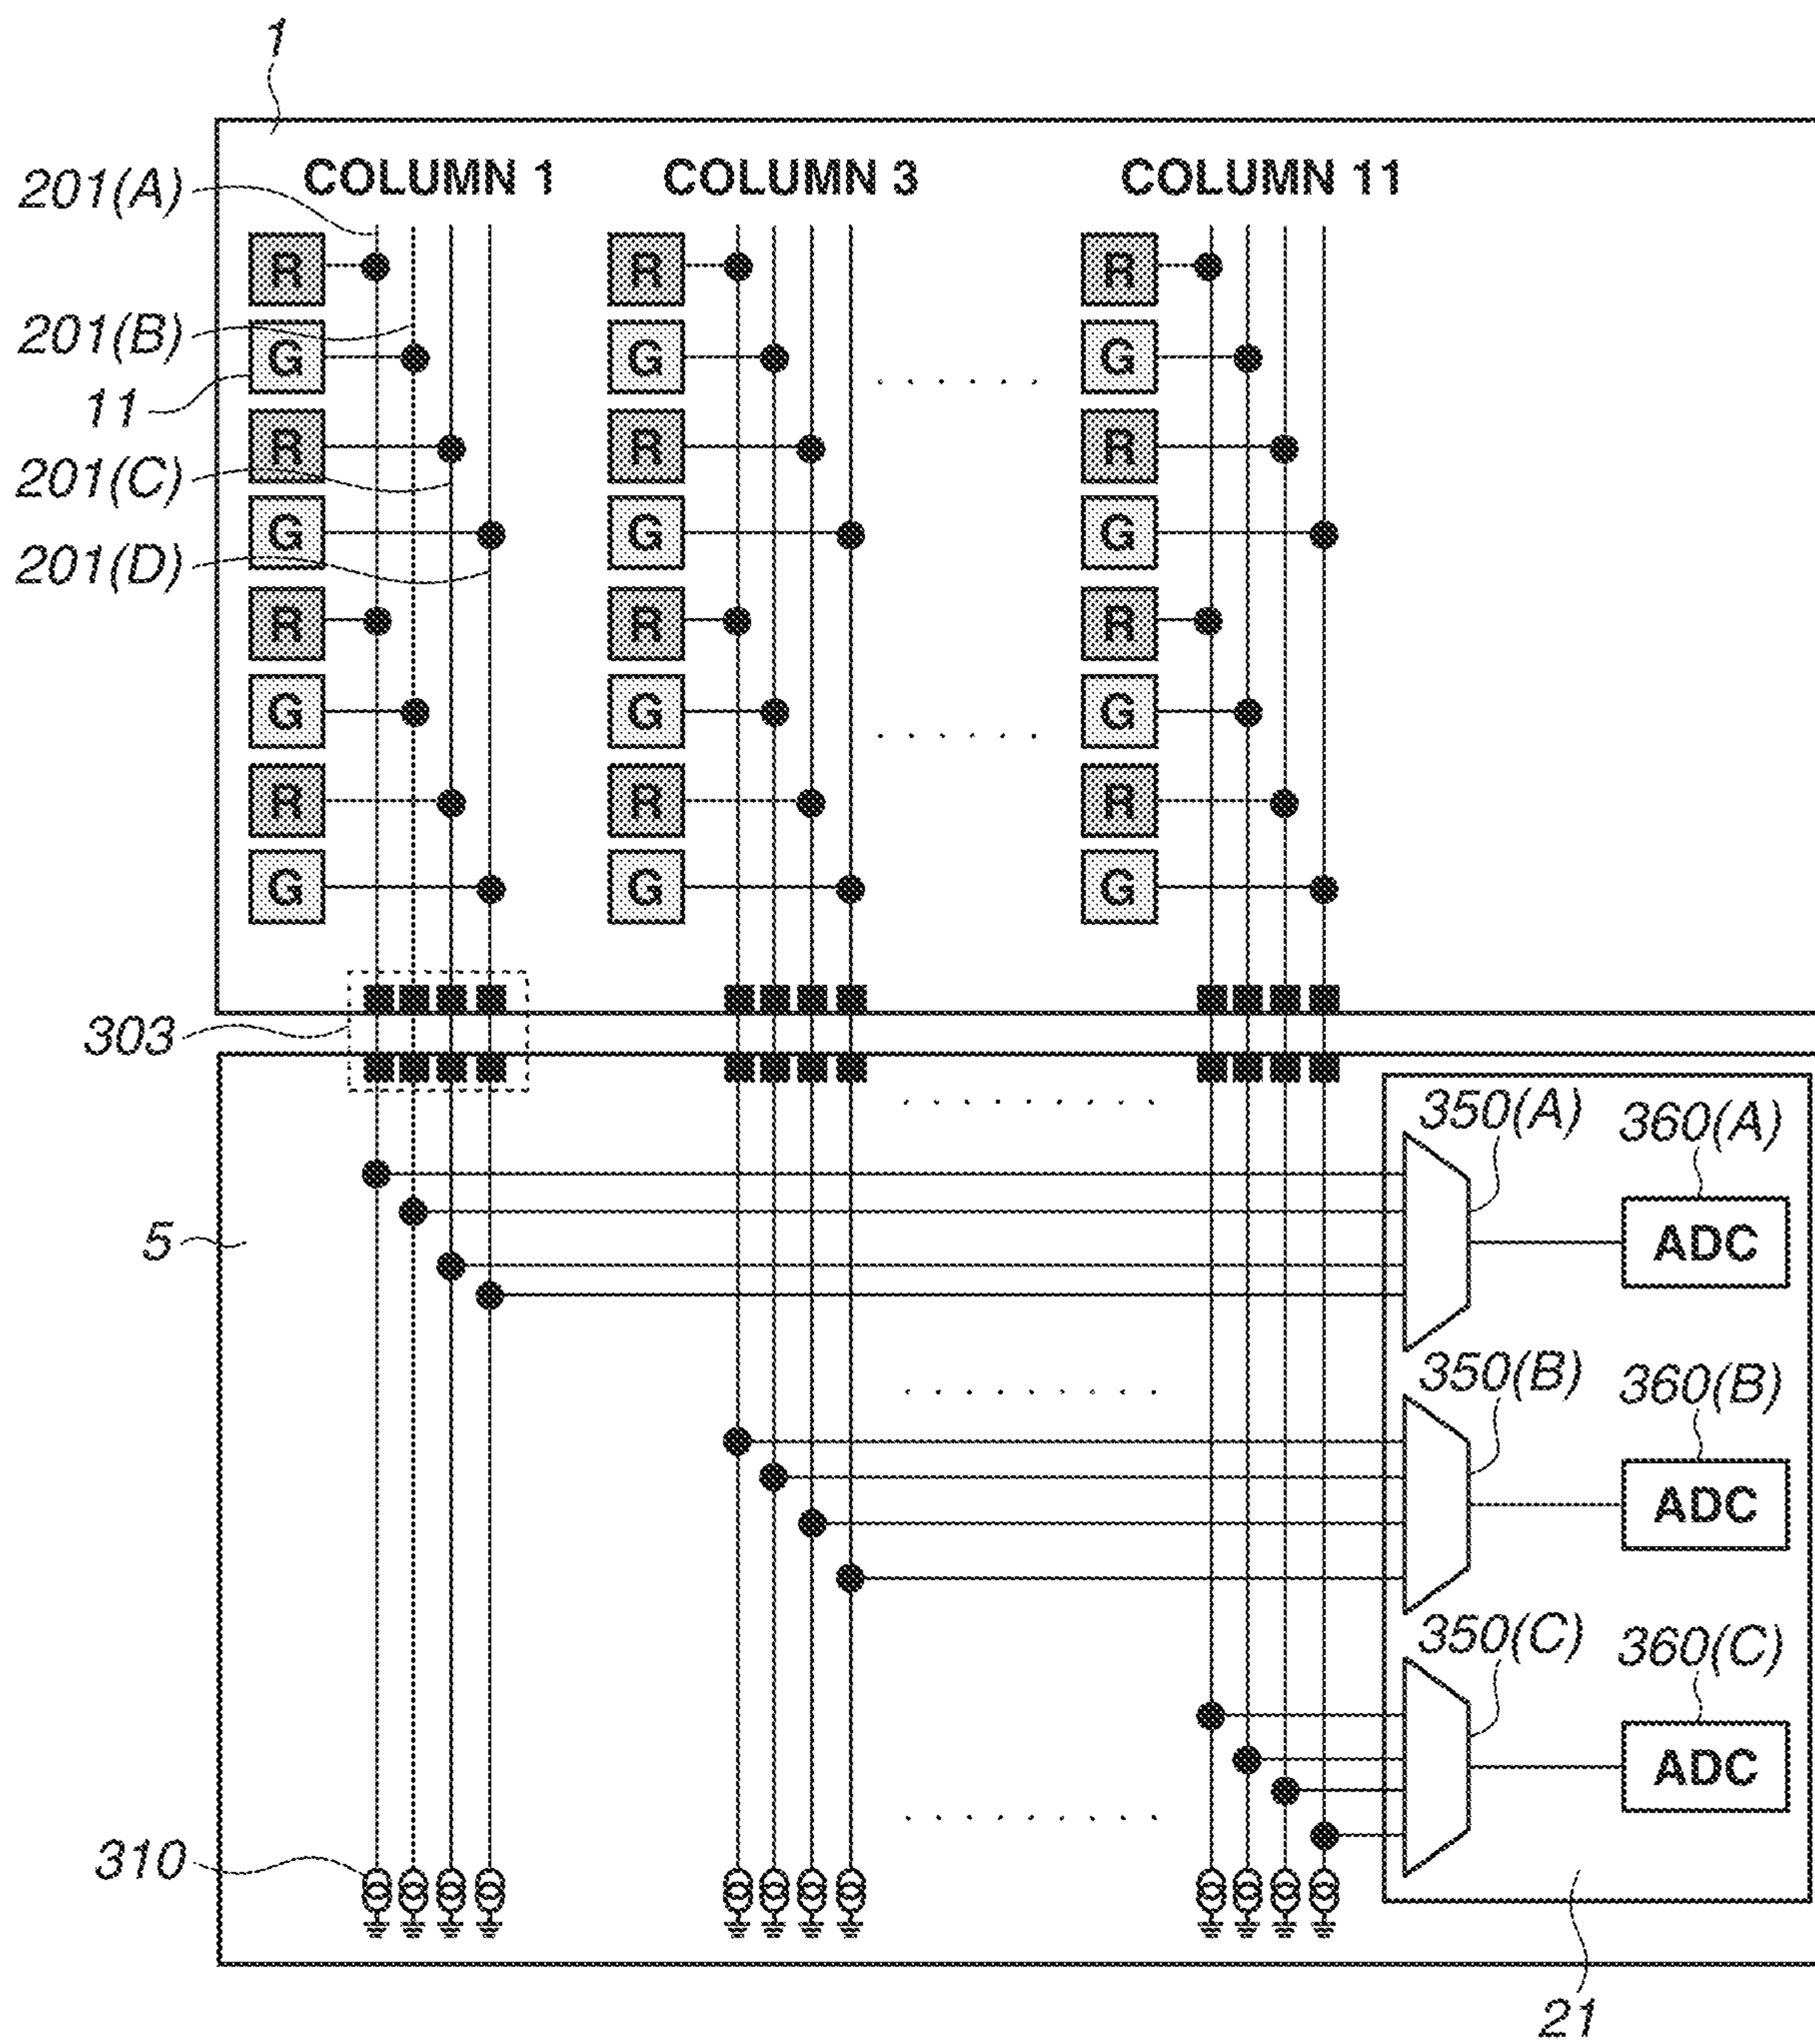 1
COLUMN 1 COLUMN 3 COLUMN 11
201(A)
R R R
201(B)
G G G
11
R R R
201(C)
G G G
201(D)
R R R
G G G
R R R
G G G
303
350(A) 360(A)
5
ADC
350(B) 360(B)
ADC
350(C) 360(C)
ADC
310
21